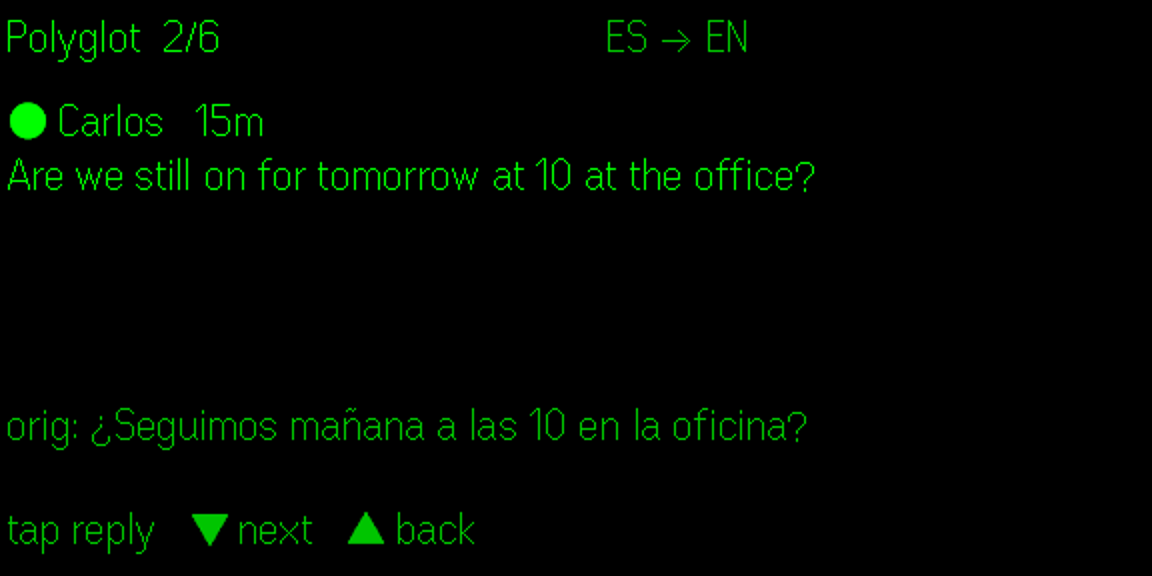 Polyglot 2/6 ES → EN
Carlos 15m
Are we still on for tomorrow at 10 at the office?
orig: ¿Seguimos mañana a las 10 en la oficina?
tap reply ▼ next ▲ back